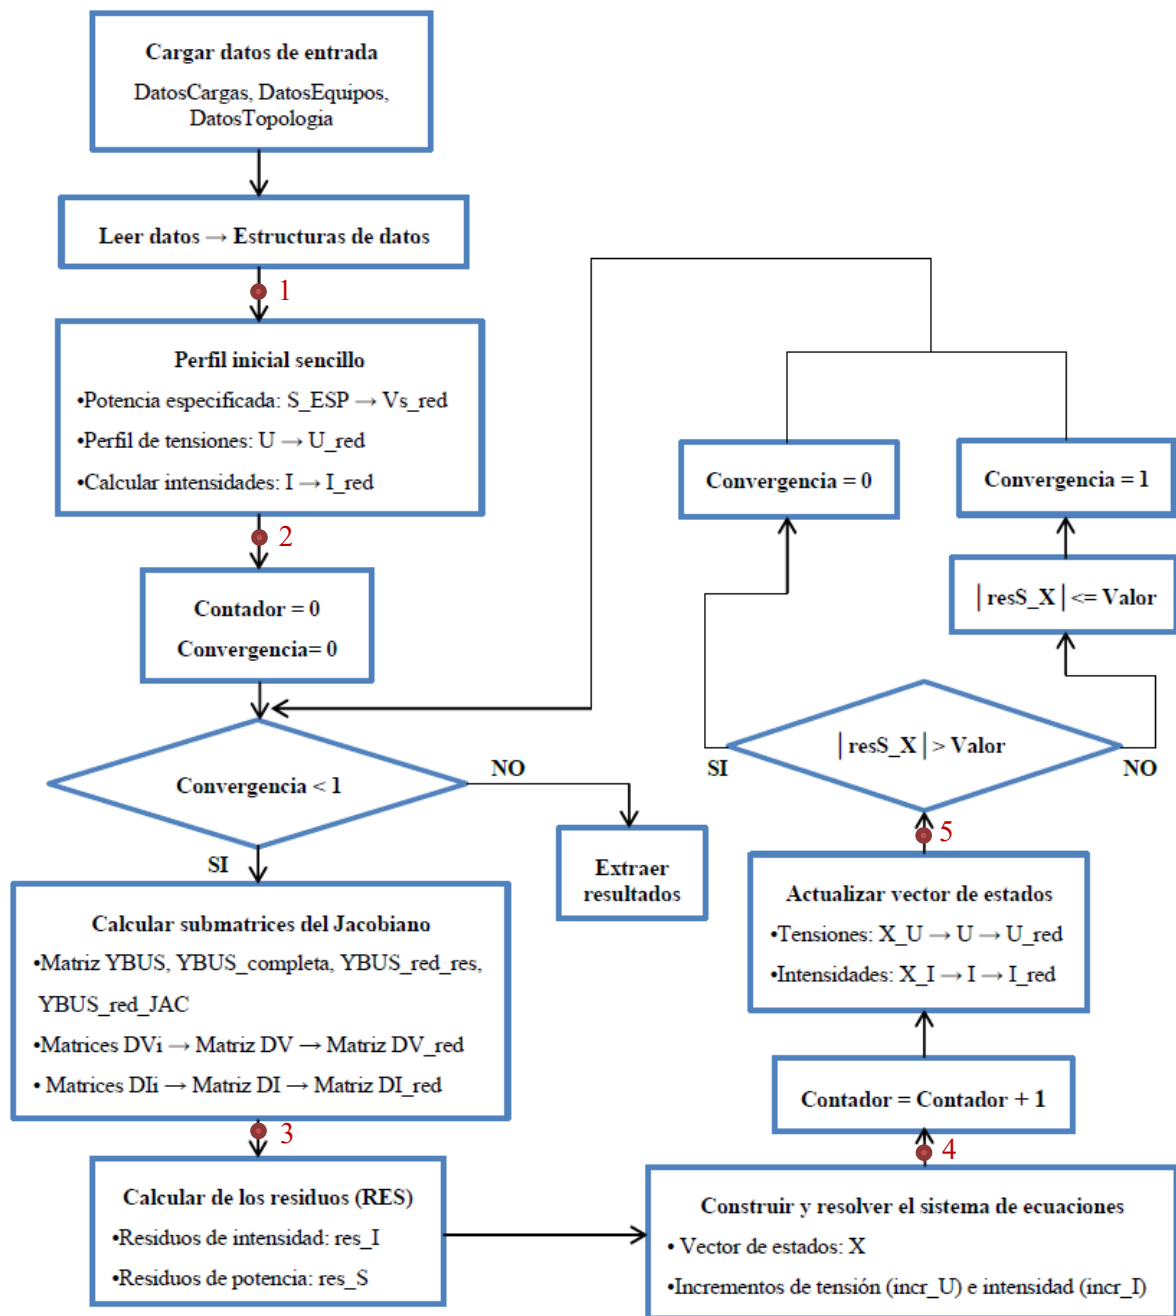 Cargar datos de entrada
DatosCargas, DatosEquipos,
DatosTopologia
Leer datos → Estructuras de datos
1
Perfil inicial sencillo
•Potencia especificada: S_ESP → Vs_red
•Perfil de tensiones: U → U_red
•Calcular intensidades: I → I_red
2
Contador = 0
Convergencia= 0
Convergencia < 1
NO
SI
Extraer
resultados
Calcular submatrices del Jacobiano
•Matriz YBUS, YBUS_completa, YBUS_red_res,
YBUS_red_JAC
•Matrices DVi → Matriz DV → Matriz DV_red
• Matrices DIi → Matriz DI → Matriz DI_red
3
Calcular de los residuos (RES)
•Residuos de intensidad: res_I
•Residuos de potencia: res_S
Construir y resolver el sistema de ecuaciones
• Vector de estados: X
•Incrementos de tensión (incr_U) e intensidad (incr_I)
4
Contador = Contador + 1
Actualizar vector de estados
•Tensiones: X_U → U → U_red
•Intensidades: X_I → I → I_red
5
|resS_X| > Valor
SI
NO
|resS_X| <= Valor
Convergencia = 0
Convergencia = 1